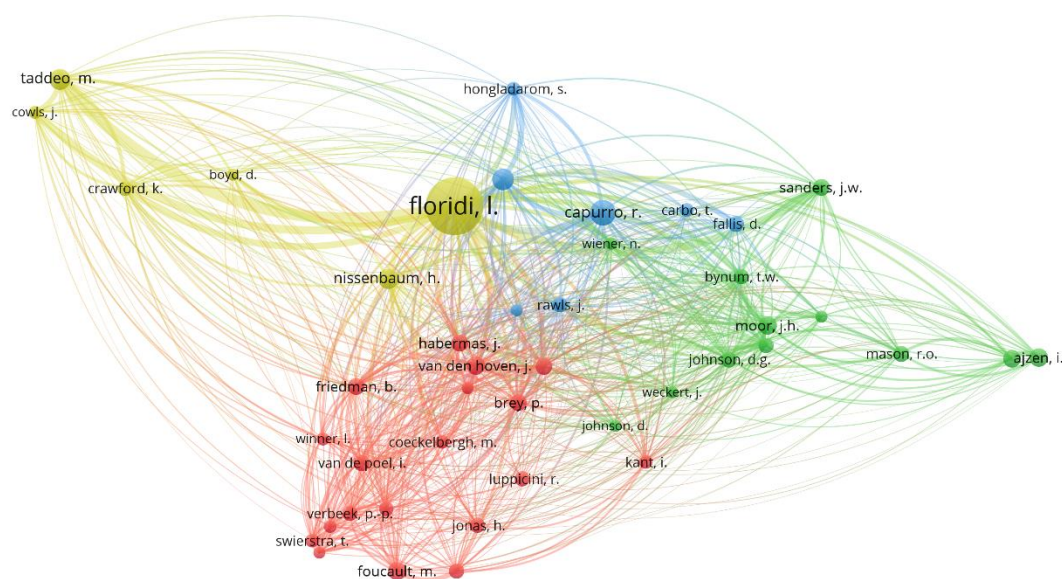 taddeo, m.
hongladarom, s.
cowls, j.
boyd, d.
crawford, k.
sanders, j.w.
floridi, l.
capurro, r.
carbo, t.
fallis, d.
wiener, n.
nissenbaum, h.
bynum, t.w.
rawls, j.
moor, j.h.
habermas, j.
mason, r.o.
ajzen, i.
johnson, d.g.
van den hoven, j.
friedman, b.
weckert, j.
brey, p.
johnson, d.
winner, l.
coeckelbergh, m.
van de poel, i.
kant, i.
luppicini, r.
verbeek, p.-p.
jonas, h.
swierstra, t.
foucault, m.